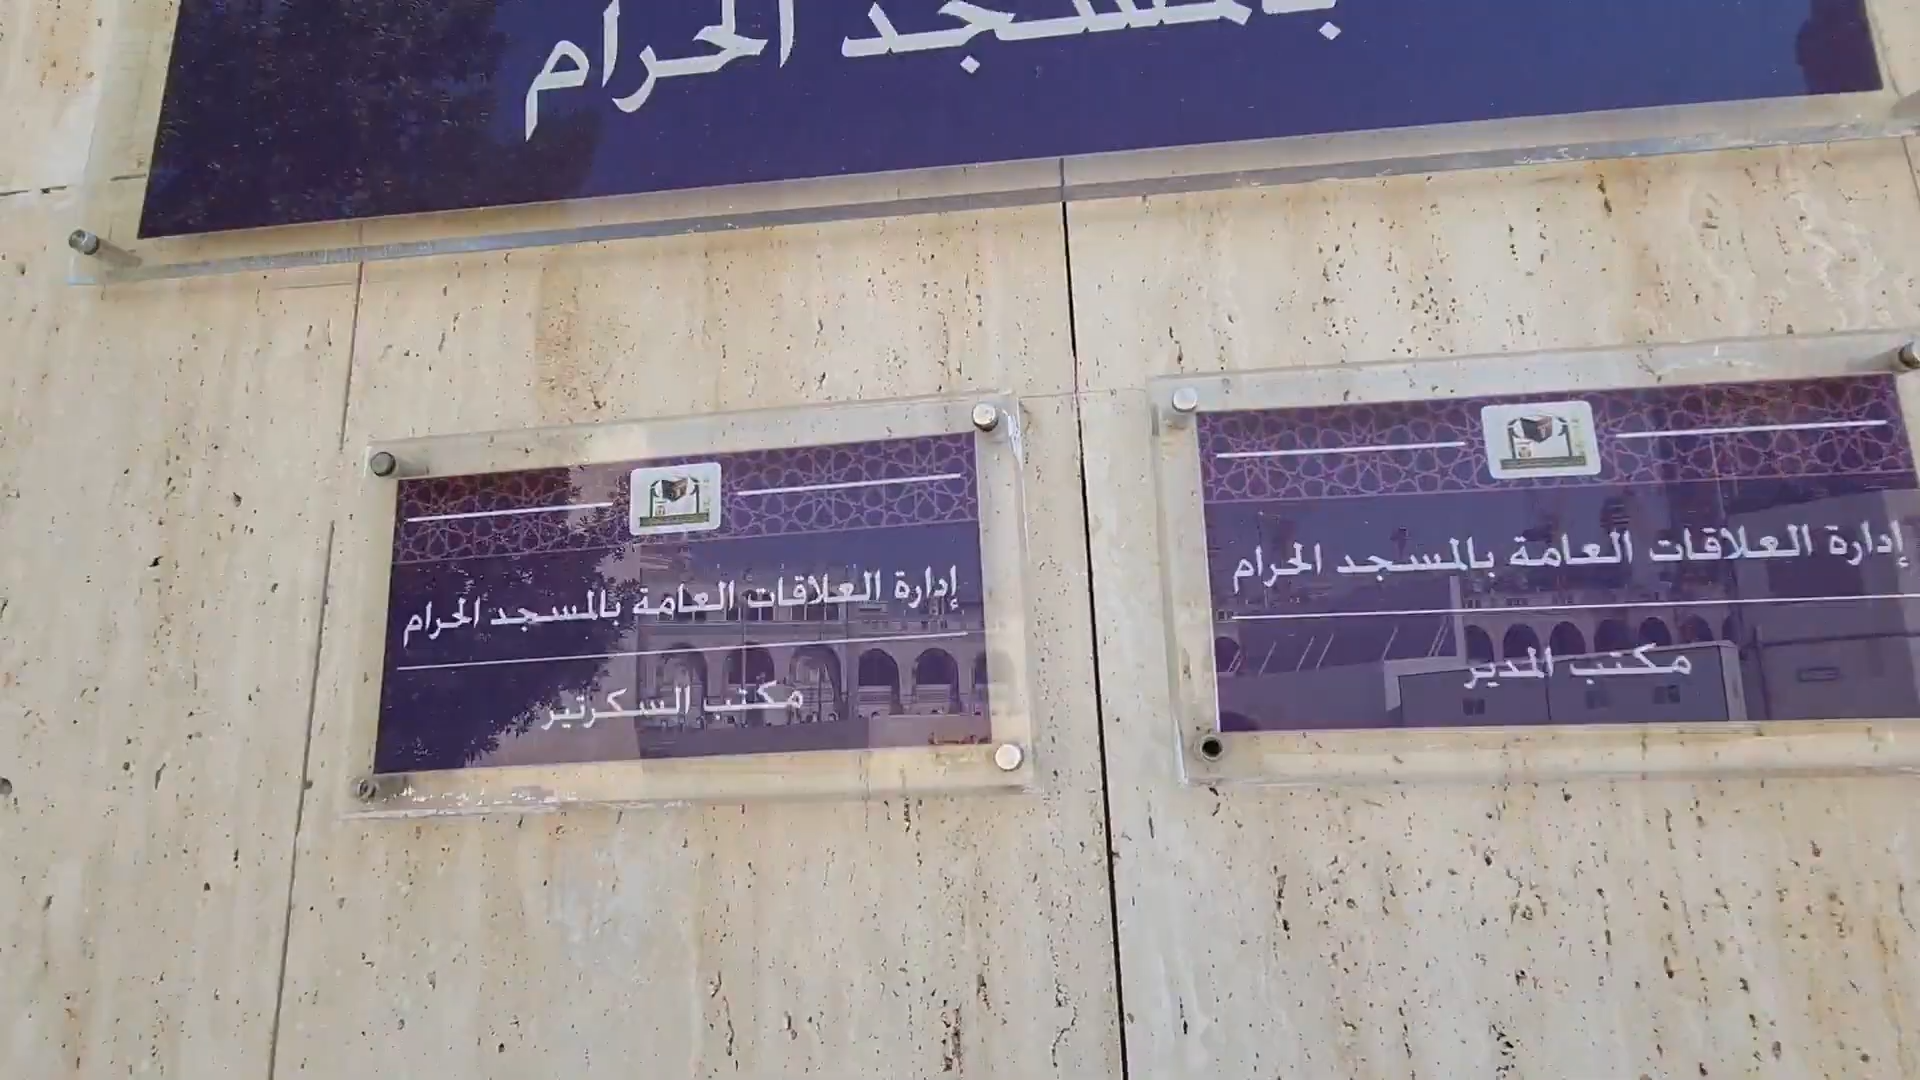 بالمسجد الحرام
إدارة العلاقات العامة بالمسجد الحرام
مكتب المدير
إدارة العلاقات العامة بالمسجد الحرام
مكتب السكرتير